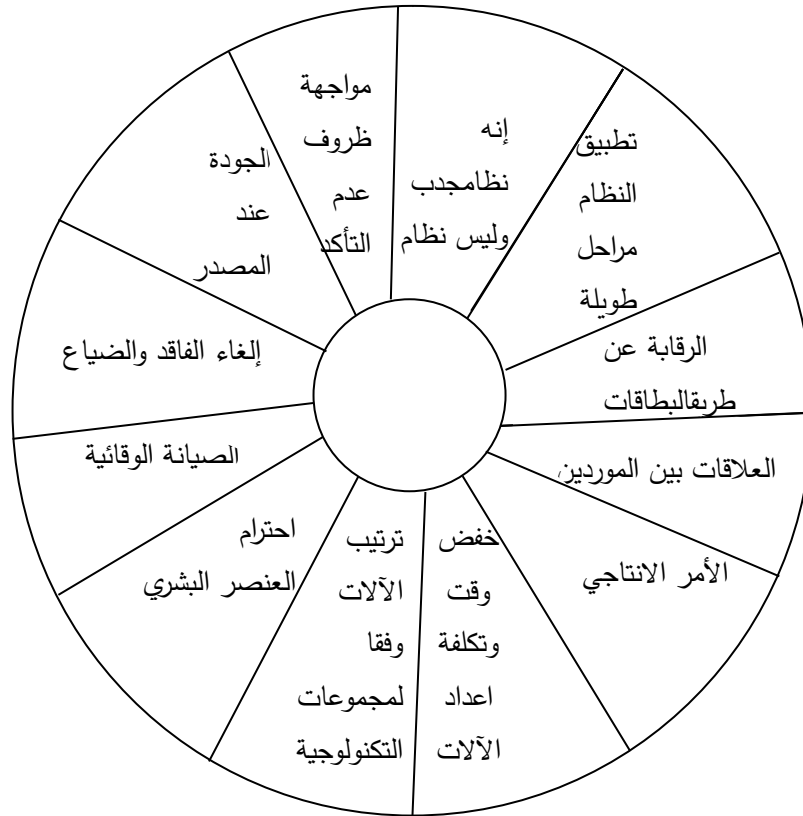 إنه
نظامجدب
وليس نظام
تطبيق
النظام
مراحل
طويلة
الرقابة عن
طريقالبطاقات
العلاقات بين الموردين
الأمر الانتاجي
خفض
وقت
وتكلفة
اعداد
الآلات
ترتيب
الآلات
وفقا
لمجموعات
التكنولوجية
احترام
العنصر البشري
الصيانة الوقائية
إلغاء الفاقد والضياع
الجودة
عند
المصدر
مواجهة
ظروف
عدم
التأكد